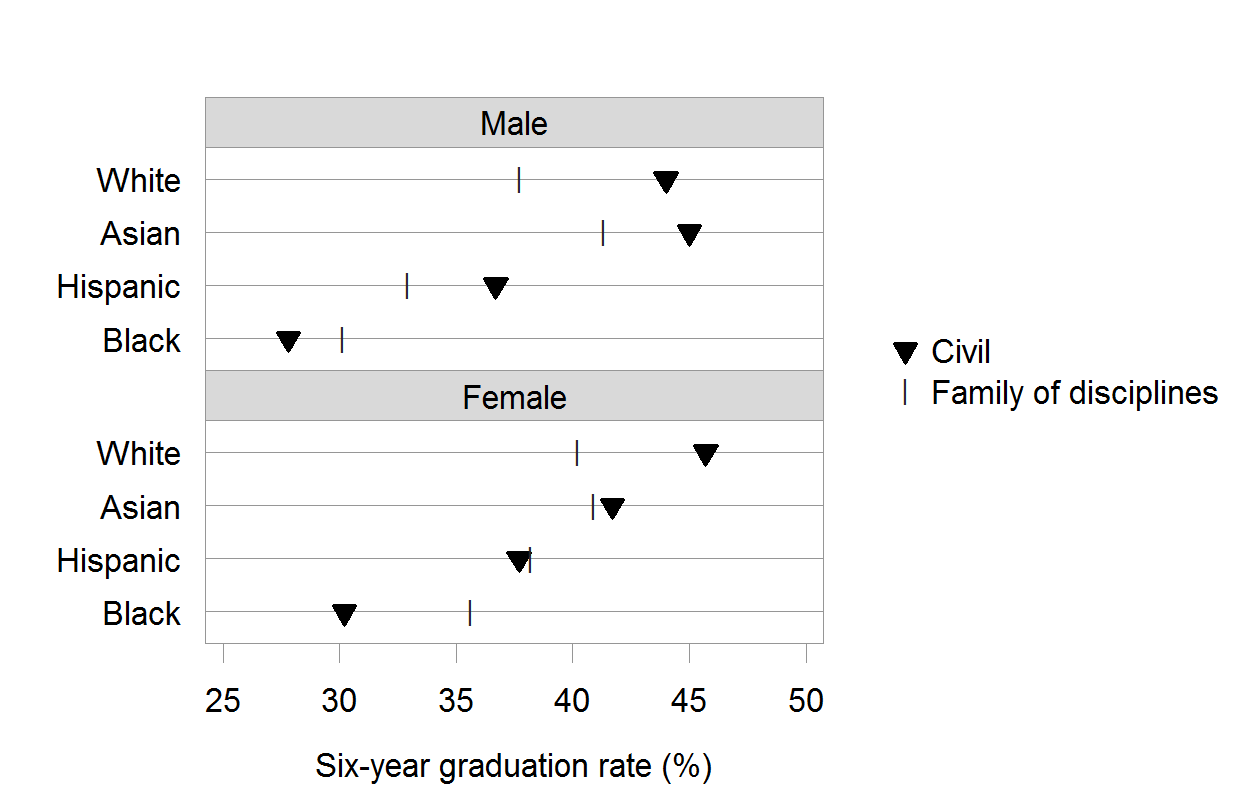 Male
White
Asian
Hispanic
Black
Female
White
Asian
Hispanic
Black
25 30 35 40 45 50
Six-year graduation rate (%)
Civil
Family of disciplines